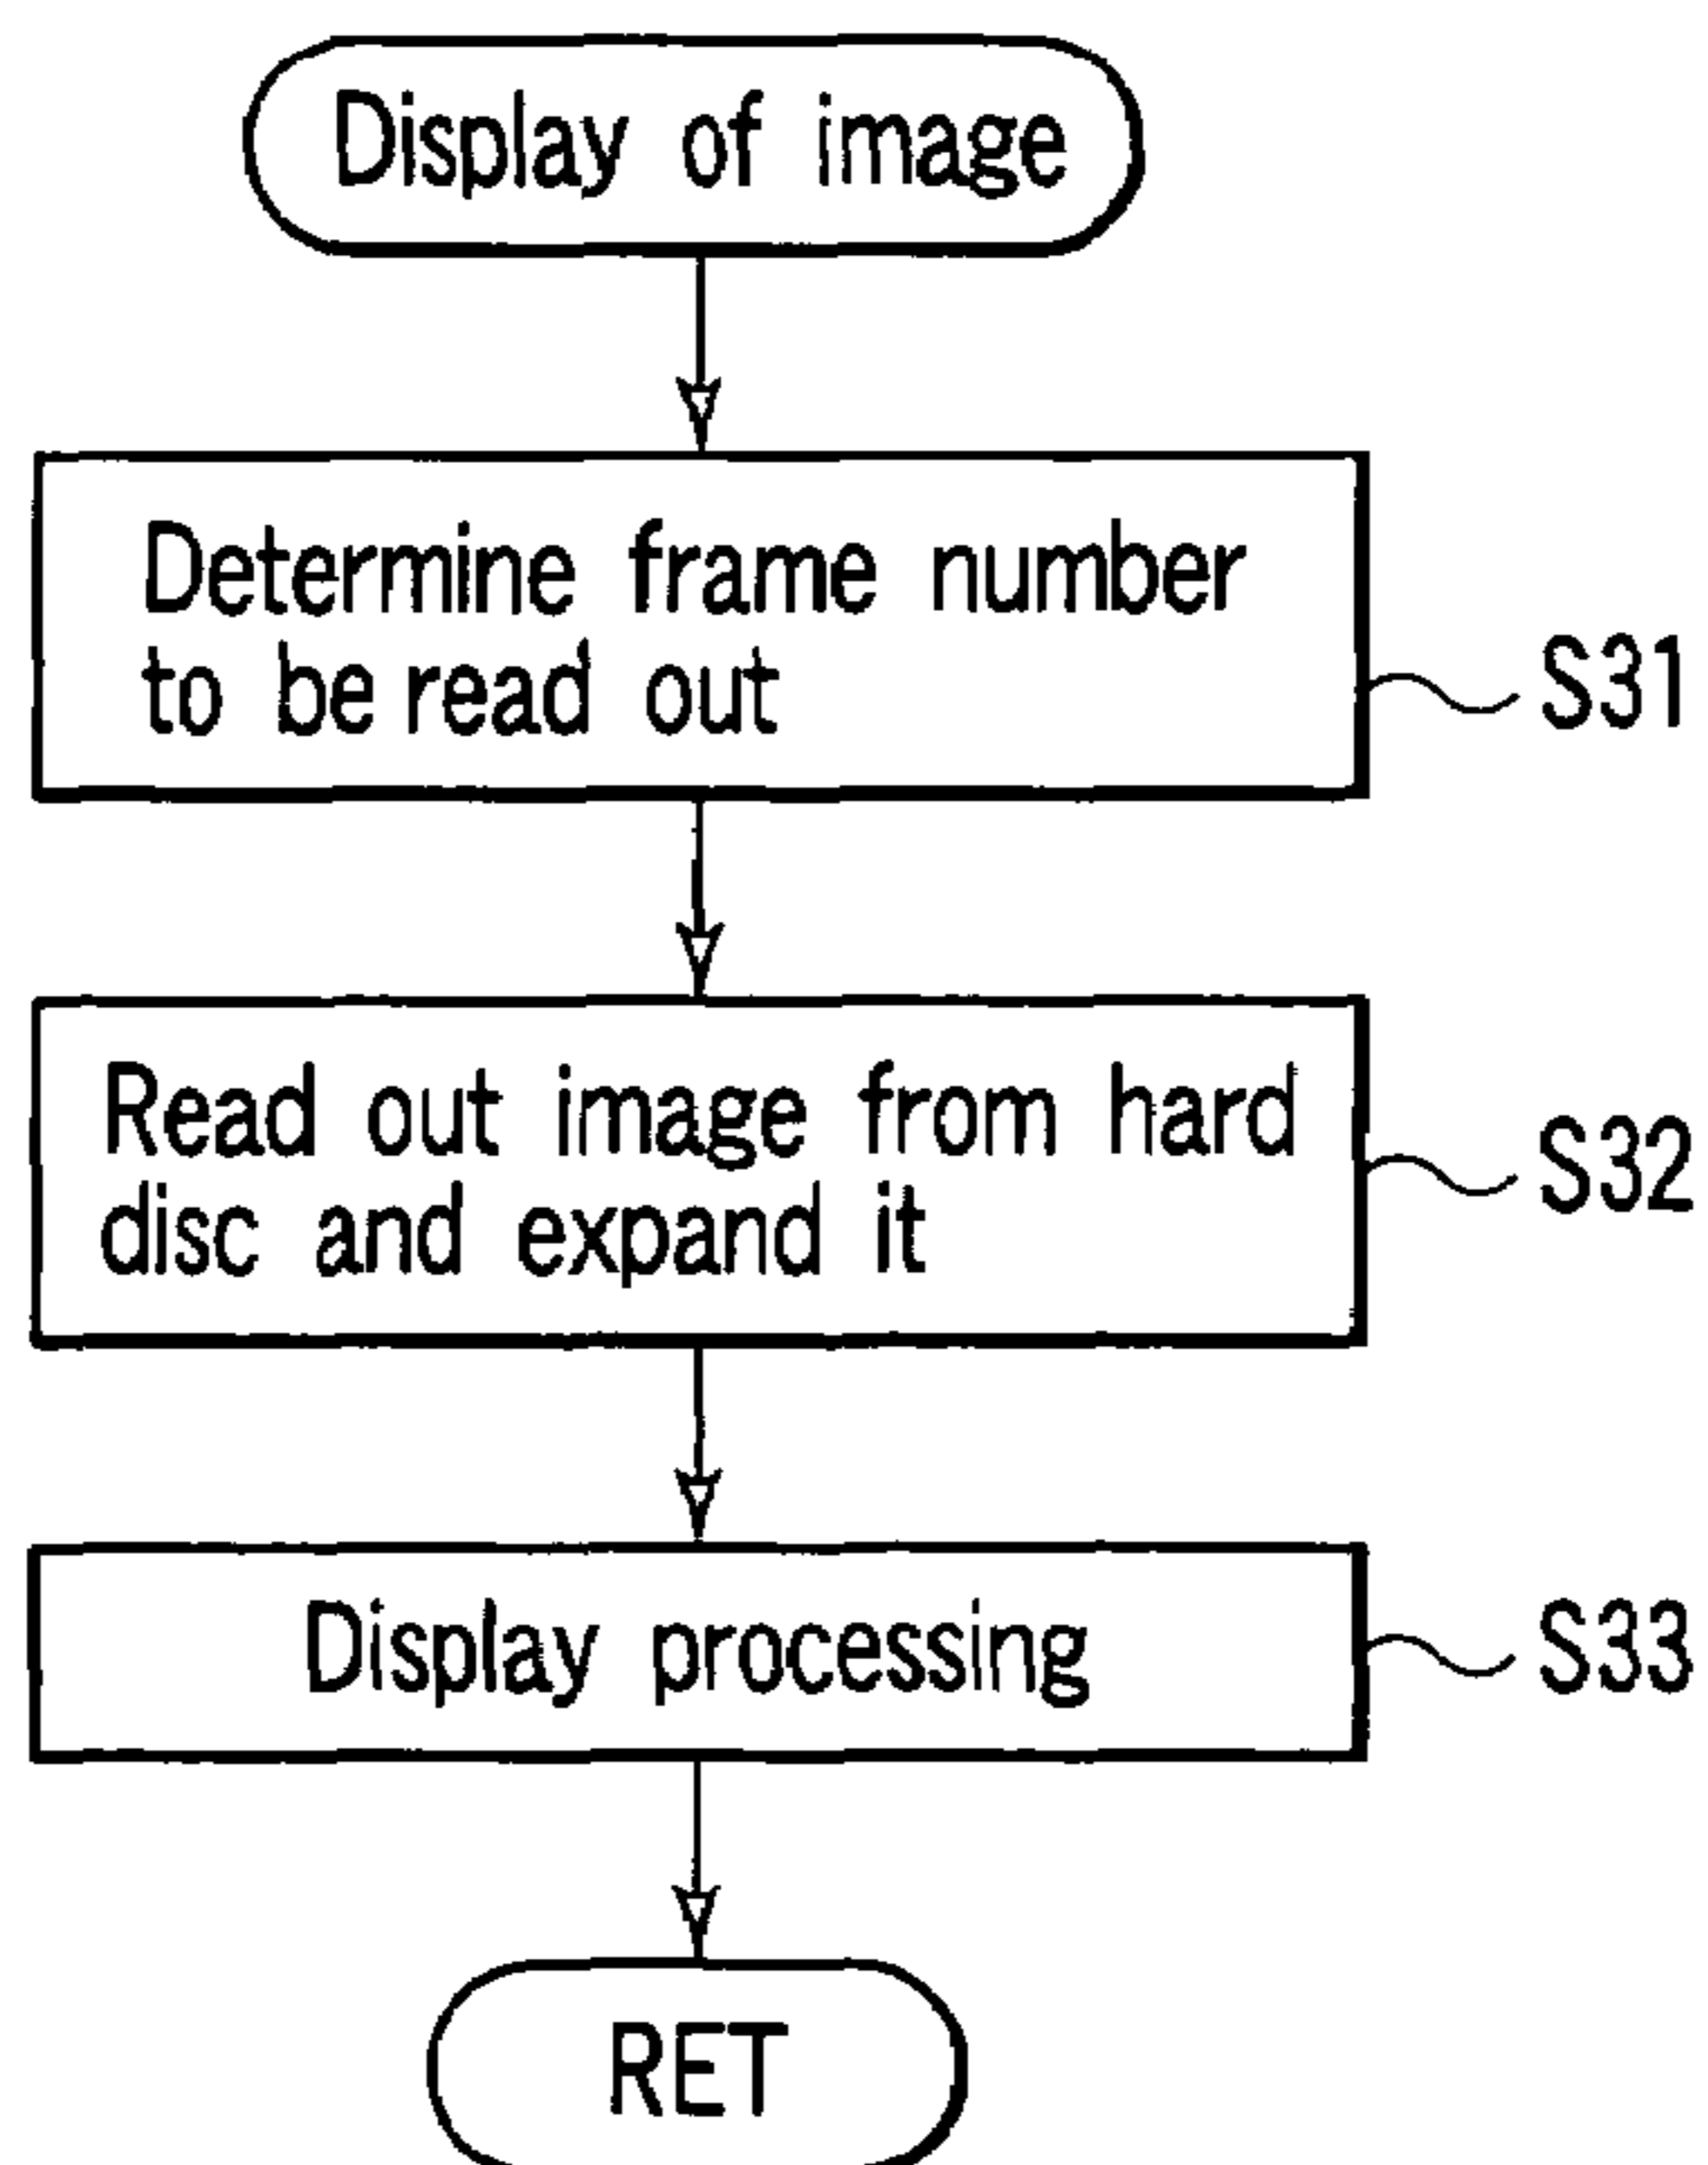 Display of image
Determine frame number
to be read out
S31
Read out image from hard
disc and expand it
S32
Display processing
S33
RET